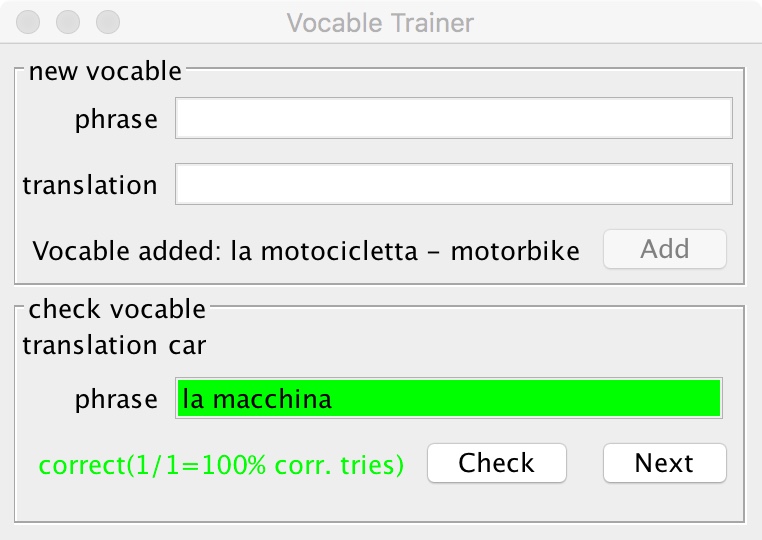 Vocable Trainer
new vocable
phrase
translation
Vocable added: la motocicletta – motorbike Add
check vocable
translation car
phrase la macchina
correct(1/1=100% corr. tries) Check Next